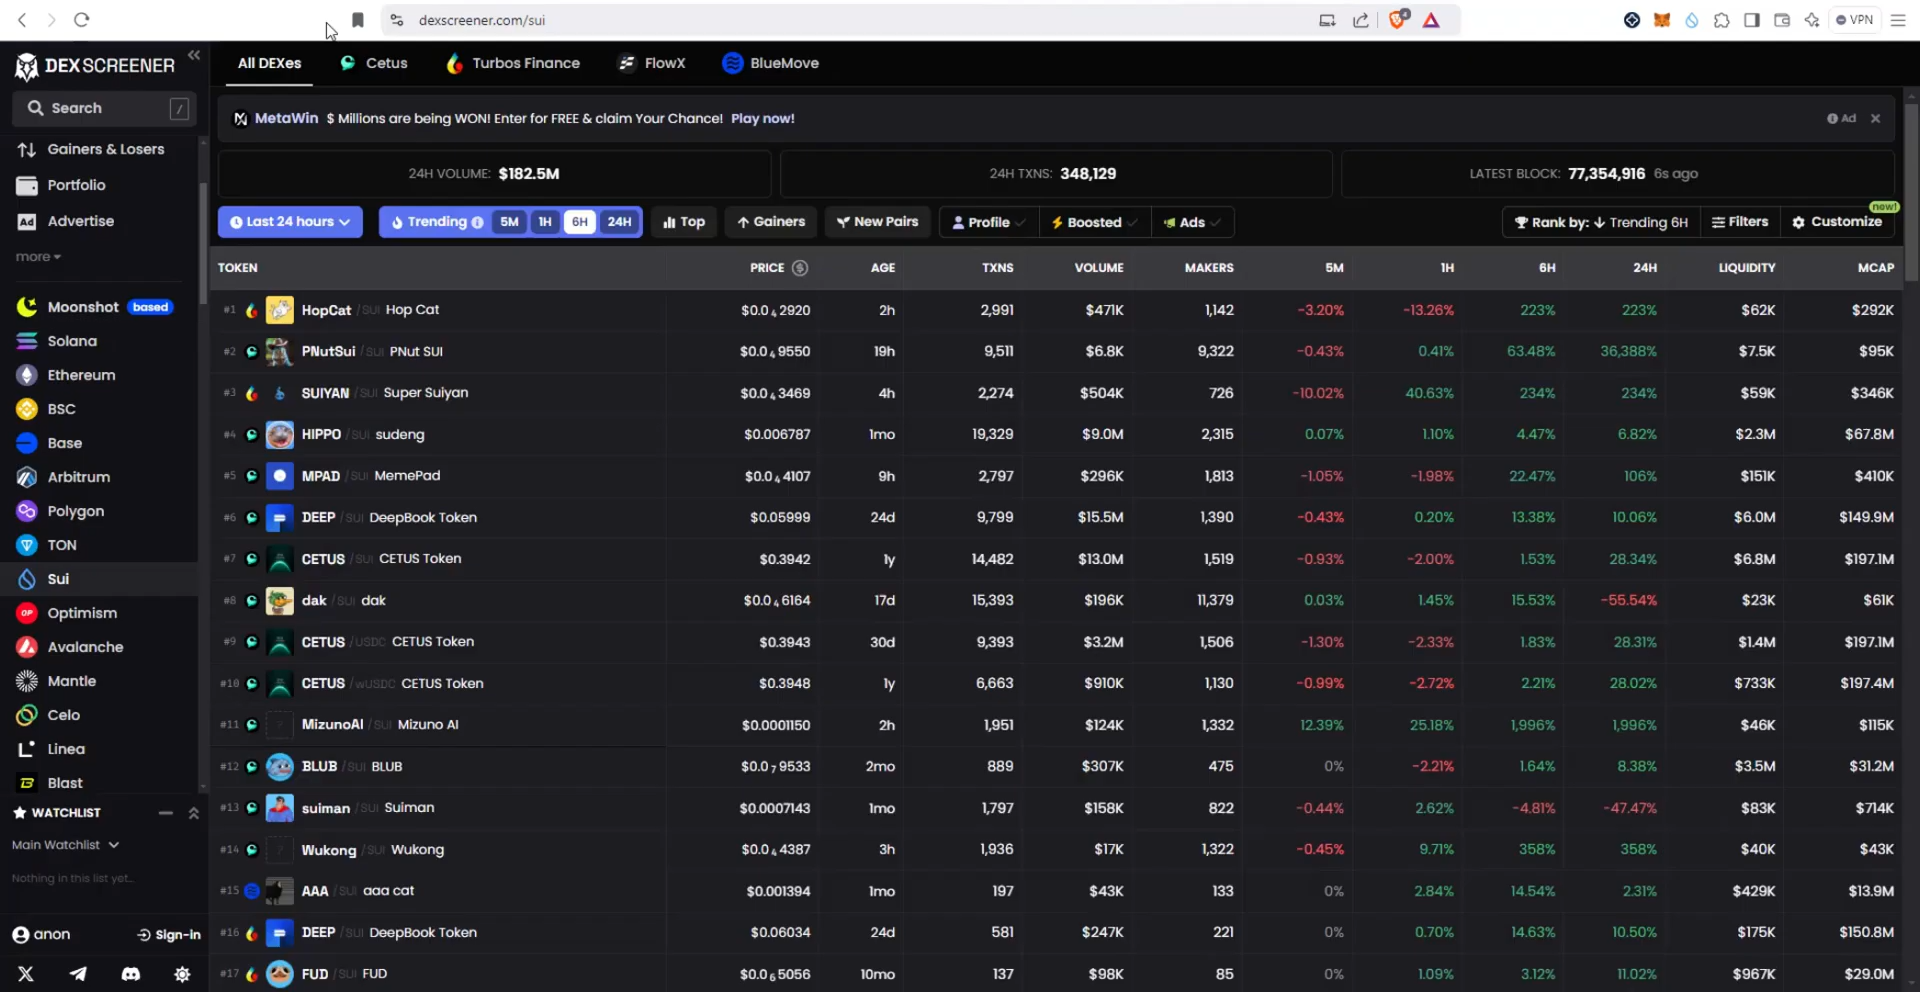 dexscreener.com/sui
4
VPN
DEXSCREENER
Search /
Gainers & Losers
Portfolio
Ad Advertise
more
Moonshot based
Solana
Ethereum
BSC
Base
Arbitrum
Polygon
TON
Sui
OP Optimism
Avalanche
Mantle
Celo
Linea
Blast
WATCHLIST
Main Watchlist
Nothing in this list yet...
anon Sign-in
All DEXes Cetus Turbos Finance FlowX BlueMove
MetaWin $ Millions are being WON! Enter for FREE & claim Your Chance! Play now! Ad
24H VOLUME: $182.5M 24H TXNS: 348,129 LATEST BLOCK: 77,354,916 6s ago
new!
Last 24 hours Trending 5M 1H 6H 24H Top Gainers New Pairs Profile Boosted Ads Rank by: Trending 6H Filters Customize
TOKEN PRICE AGE TXNS VOLUME MAKERS 5M 1H 6H 24H LIQUIDITY MCAP
#1 HopCat /SUI Hop Cat $0.0₄2920 2h 2,991 $471K 1,142 -3.20% -13.26% 223% 223% $62K $292K
#2 PNutSui /SUI PNut SUI $0.0₄9550 19h 9,511 $6.8K 9,322 -0.43% 0.41% 63.48% 36,388% $7.5K $95K
#3 SUIYAN /SUI Super Suiyan $0.0₄3469 4h 2,274 $504K 726 -10.02% 40.63% 234% 234% $59K $346K
#4 HIPPO /SUI sudeng $0.006787 1mo 19,329 $9.0M 2,315 0.07% 1.10% 4.47% 6.82% $2.3M $67.8M
#5 MPAD /SUI MemePad $0.0₄4107 9h 2,797 $296K 1,813 -1.05% -1.98% 22.47% 106% $151K $410K
#6 DEEP /SUI DeepBook Token $0.05999 24d 9,799 $15.5M 1,390 -0.43% 0.20% 13.38% 10.06% $6.0M $149.9M
#7 CETUS /SUI CETUS Token $0.3942 1y 14,482 $13.0M 1,519 -0.93% -2.00% 1.53% 28.34% $6.8M $197.1M
#8 dak /SUI dak $0.0₄6164 17d 15,393 $196K 11,379 0.03% 1.45% 15.53% -55.54% $23K $61K
#9 CETUS /USDC CETUS Token $0.3943 30d 9,393 $3.2M 1,506 -1.30% -2.33% 1.83% 28.31% $1.4M $197.1M
#10 CETUS /wUSDC CETUS Token $0.3948 1y 6,663 $910K 1,130 -0.99% -2.72% 2.21% 28.02% $733K $197.4M
#11 MizunoAI /SUI Mizuno AI $0.0001150 2h 1,951 $124K 1,332 12.39% 25.18% 1,996% 1,996% $46K $115K
#12 BLUB /SUI BLUB $0.0₇9533 2mo 889 $307K 475 0% -2.21% 1.64% 8.38% $3.5M $31.2M
#13 suiman /SUI Suiman $0.0007143 1mo 1,797 $158K 822 -0.44% 2.62% -4.81% -47.47% $83K $714K
#14 Wukong /SUI Wukong $0.0₄4387 3h 1,936 $17K 1,322 -0.45% 9.71% 358% 358% $40K $43K
#15 AAA /SUI aaa cat $0.001394 1mo 197 $43K 133 0% 2.84% 14.54% 2.31% $429K $13.9M
#16 DEEP /SUI DeepBook Token $0.06034 24d 581 $247K 221 0% 0.70% 14.63% 10.50% $175K $150.8M
#17 FUD /SUI FUD $0.0₆5056 10mo 137 $98K 85 0% 1.09% 3.12% 11.02% $967K $29.0M